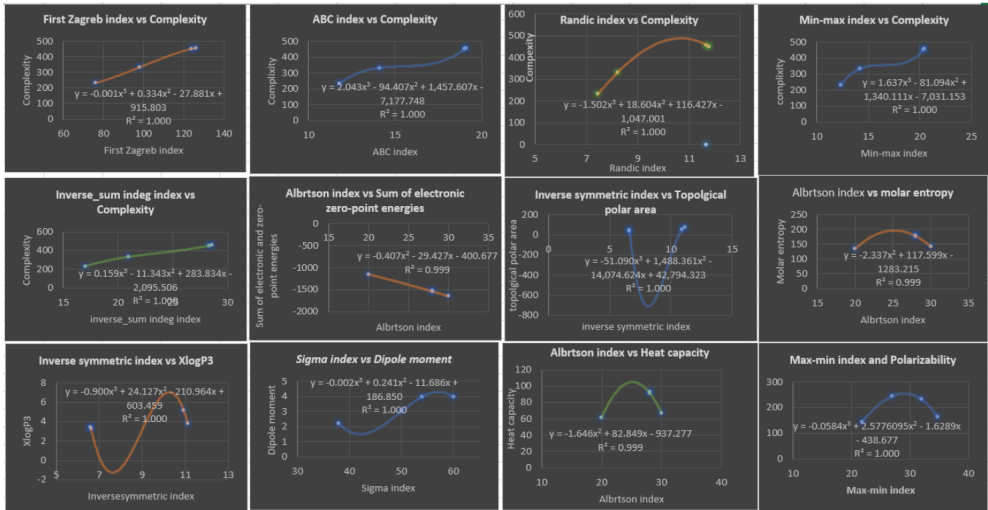 First Zagreb index vs Complexity
500
400
300
200
100
0
Complixity
y = -0.001x³ + 0.334x² - 27.881x +
915.803
R² = 1.000
60 80 100 120 140
First Zagreb index
ABC index vs Complexity
500
400
300
200
100
0
Complexity
y = 2.043x³ - 94.407x² + 1,457.607x -
7,177.748
R² = 1.000
10 15 20
ABC index
Randic index vs Complexity
600
500
400
300
200
100
0
Compexity
y = -1.502x³ + 18.604x² + 116.427x -
1,047.001
R² = 1.000
5 7 9 11 13
Randic index
Min-max index vs Complexity
500
400
300
200
100
0
complixity
y = 1.637x³ - 81.094x² +
1,340.111x - 7,031.153
R² = 1.000
10 15 20 25
Min-max index
Inverse_sum indeg index vs
Complexity
600
400
200
0
Complexity
y = 0.159x³ - 11.343x² + 283.834x -
2,095.506
R² = 1.000
15 25
inverse_sum indeg index
Albrtson index vs Sum of electronic
zero-point energies
0
-500
-1000
-1500
-2000
Sum of electronic and zero-
point energies
15 20 25 30 35
y = -0.407x² - 29.427x - 400.677
R² = 0.999
Albrtson index
Inverse symmetric index vs Topolgical
polar area
200
0
-200
-400
-600
-800
topolgical polar area
5 10 15
y = -51.090x³ + 1,488.361x² -
14,074.624x + 42,794.323
R² = 1.000
inverse symmetric index
Albrtson index vs molar entropy
250
200
150
100
50
0
Molar entropy
y = -2.337x² + 117.599x -
1283.215
R² = 0.999
15 20 25 30 35
Albrtson index
Inverse symmetric index vs XlogP3
8
6
4
2
0
-2
XlogP3
y = -0.900x³ + 24.127x² - 210.964x +
603.459
R² = 1.000
5 7 9 11 13
Inversesymmetric index
Sigma index vs Dipole moment
5
4
3
2
1
0
Dipole moment
y = -0.002x³ + 0.241x² - 11.686x +
186.850
R² = 1.000
30 40 50 60
Sigma index
Albrtson index vs Heat capacity
120
100
80
60
40
20
0
Heat capacity
y = -1.646x² + 82.849x - 937.277
R² = 0.999
10 20 30 40
Albrtson index
Max-min index and Polarizability
300
200
100
0
Polarizability
y = -0.0584x³ + 2.5776095x² - 1.6289x
- 438.677
R² = 1.000
10 20 30 40
Max-min index